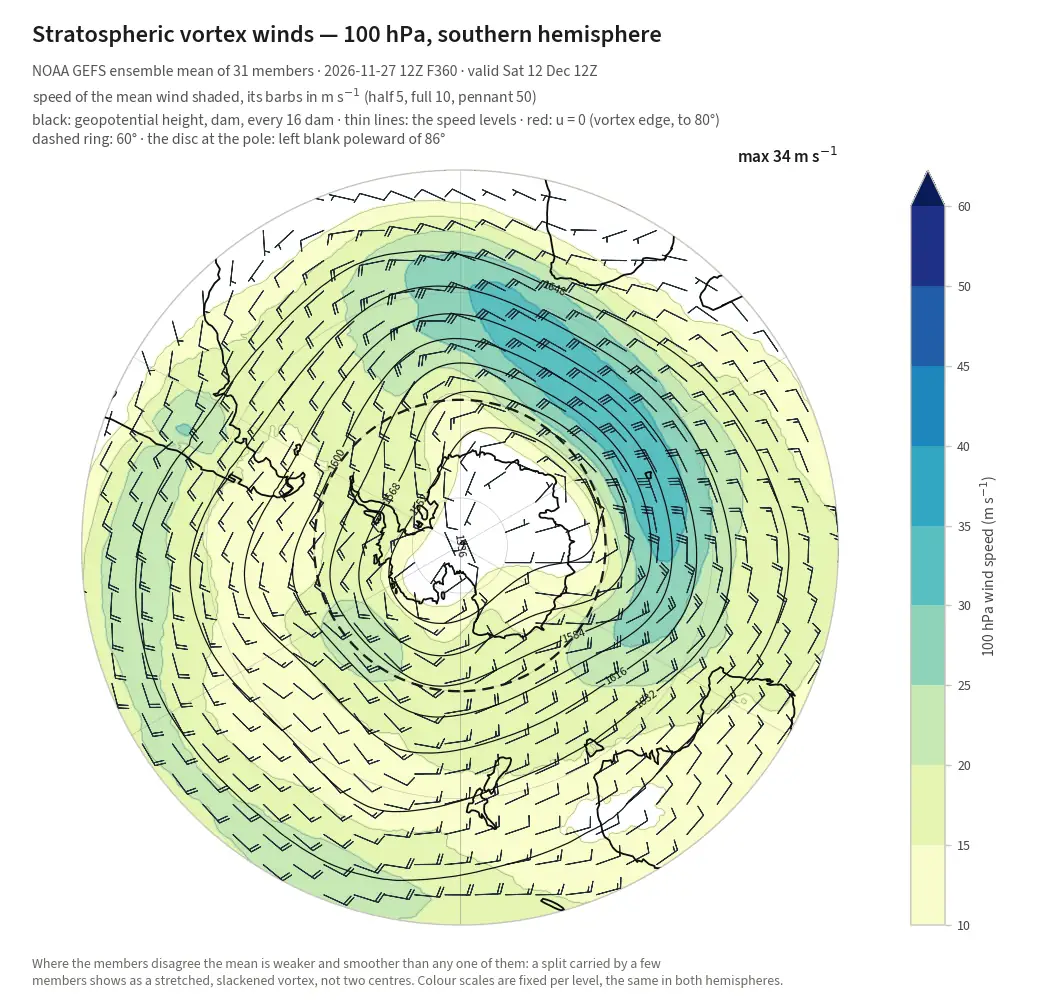 Stratospheric vortex winds — 100 hPa, southern hemisphere
NOAA GEFS ensemble mean of 31 members · 2026-11-27 12Z F360 · valid Sat 12 Dec 12Z
speed of the mean wind shaded, its barbs in m s⁻¹ (half 5, full 10, pennant 50)
black: geopotential height, dam, every 16 dam · thin lines: the speed levels · red: u = 0 (vortex edge, to 80°)
dashed ring: 60° · the disc at the pole: left blank poleward of 86°
max 34 m s⁻¹
60
50
45
40
35
30
25
20
15
10
100 hPa wind speed (m s⁻¹)
1648
1600
1568
1536
1584
1616
1632
Where the members disagree the mean is weaker and smoother than any one of them: a split carried by a few
members shows as a stretched, slackened vortex, not two centres. Colour scales are fixed per level, the same in both hemispheres.